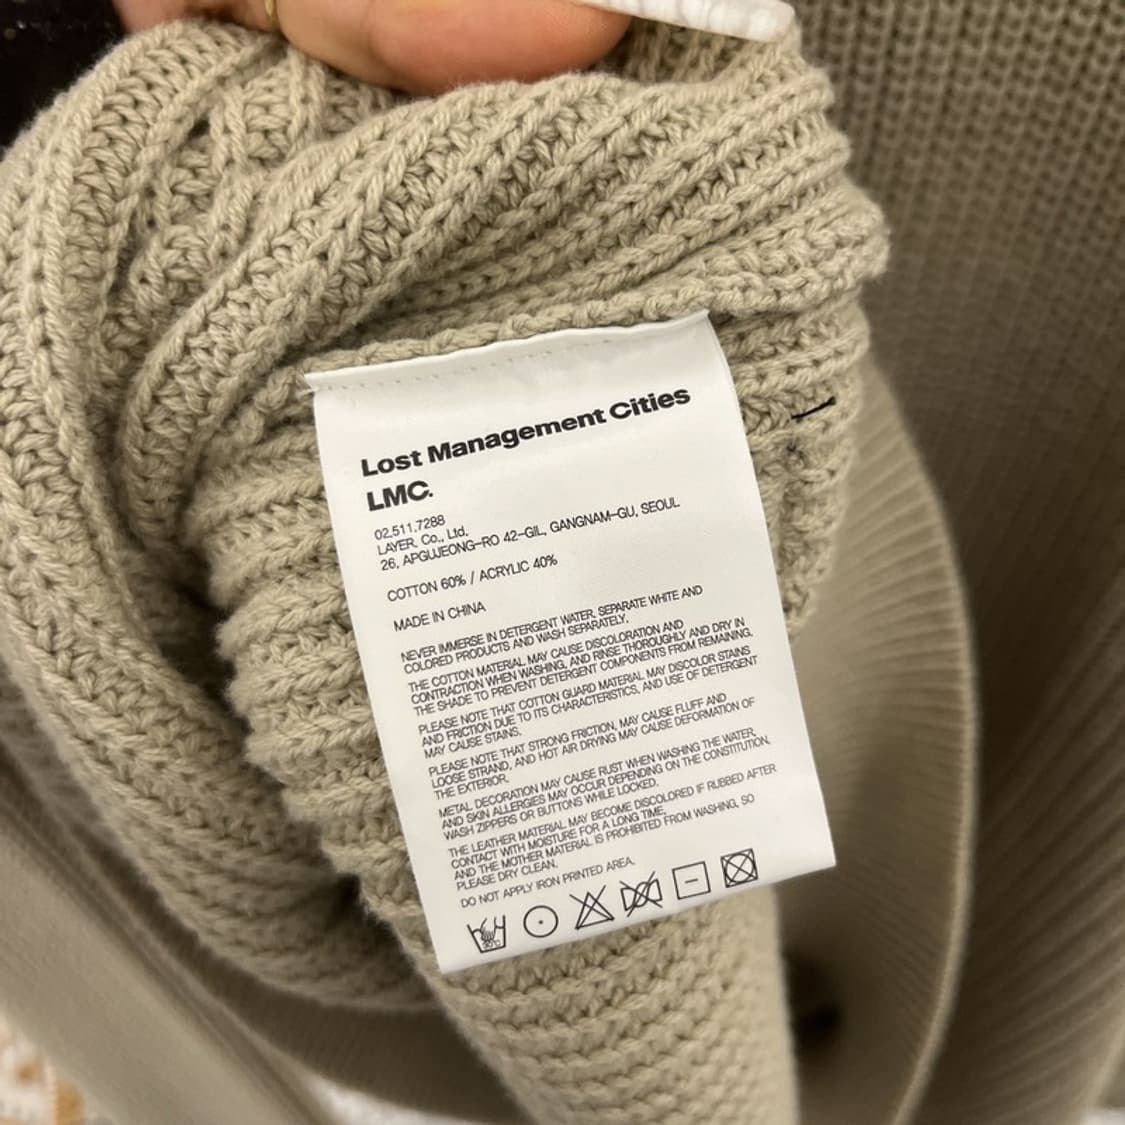 Lost Management Cities
LMC.
02.511.7288
LAYER. Co., Ltd.
26, APGUJEONG-RO 42-GIL, GANGNAM-GU, SEOUL
COTTON 60% / ACRYLIC 40%
MADE IN CHINA
NEVER IMMERSE IN DETERGENT WATER, SEPARATE WHITE AND
COLORED PRODUCTS AND WASH SEPARATELY.
THE COTTON MATERIAL MAY CAUSE DISCOLORATION AND
CONTRACTION WHEN WASHING, AND RINSE THOROUGHLY AND DRY IN
THE SHADE TO PREVENT DETERGENT COMPONENTS FROM REMAINING.
PLEASE NOTE THAT COTTON GUARD MATERIAL MAY DISCOLOR STAINS
AND FRICTION DUE TO ITS CHARACTERISTICS, AND USE OF DETERGENT
MAY CAUSE STAINS.
PLEASE NOTE THAT STRONG FRICTION, MAY CAUSE FLUFF AND
LOOSE STRAND, AND HOT AIR DRYING MAY CAUSE DEFORMATION OF
THE EXTERIOR.
METAL DECORATION MAY CAUSE RUST WHEN WASHING THE WATER,
AND SKIN ALLERGIES MAY OCCUR DEPENDING ON THE CONSTITUTION,
WASH ZIPPERS OR BUTTONS WHILE LOCKED.
THE LEATHER MATERIAL MAY BECOME DISCOLORED IF RUBBED AFTER
CONTACT WITH MOISTURE FOR A LONG TIME,
AND THE MOTHER MATERIAL IS PROHIBITED FROM WASHING, SO
PLEASE DRY CLEAN.
DO NOT APPLY IRON PRINTED AREA.
30℃